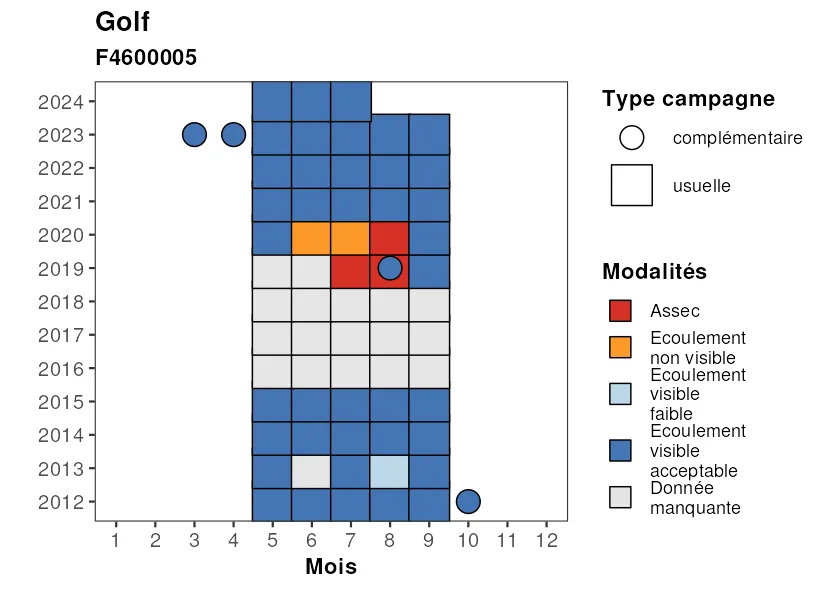 Golf
F4600005
2024
2023
2022
2021
2020
2019
2018
2017
2016
2015
2014
2013
2012
1 2 3 4 5 6 7 8 9 10 11 12
Mois
Type campagne
complémentaire
usuelle
Modalités
Assec
Ecoulement
non visible
Ecoulement
visible
faible
Ecoulement
visible
acceptable
Donnée
manquante